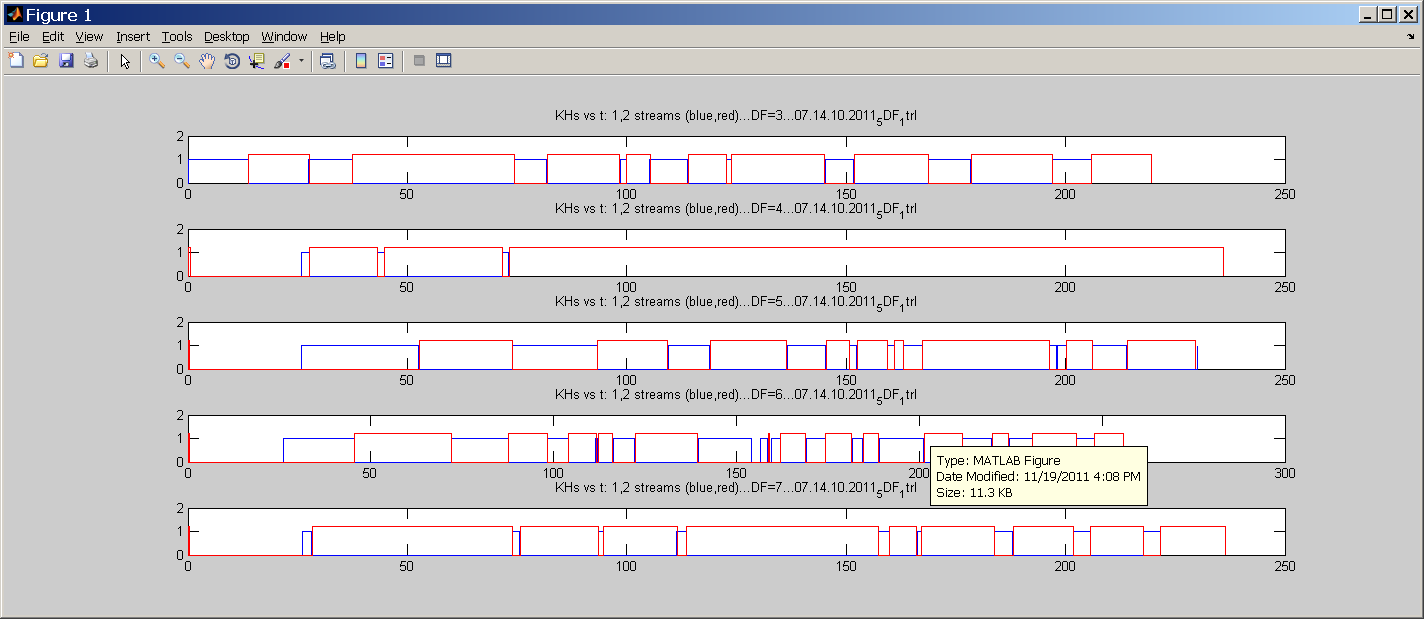 Figure 1
File Edit View Insert Tools Desktop Window Help
KHs vs t: 1,2 streams (blue,red)...DF=3...07.14.10.2011₅DF₁trl
2
1
0
0 50 100 150 200 250
KHs vs t: 1,2 streams (blue,red)...DF=4...07.14.10.2011₅DF₁trl
2
1
0
0 50 100 150 200 250
KHs vs t: 1,2 streams (blue,red)...DF=5...07.14.10.2011₅DF₁trl
2
1
0
0 50 100 150 200 250
KHs vs t: 1,2 streams (blue,red)...DF=6...07.14.10.2011₅DF₁trl
2
1
0
0 50 100 150 300
Type: MATLAB Figure
Date Modified: 11/19/2011 4:08 PM
Size: 11.3 KB
KHs vs t: 1,2 streams (blue,red)...DF=7...07.14.10.2011₅DF₁trl
2
1
0
0 50 100 150 200 250